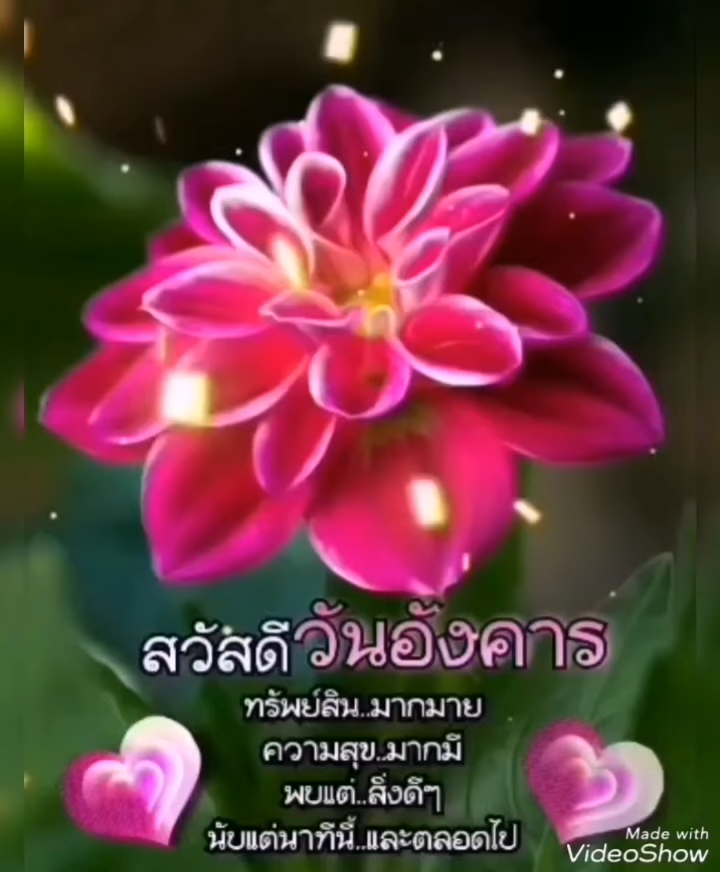 สวัสดีวันอังคาร
ทรัพย์สิน..มากมาย
ความสุข..มากมี
พบแต่..สิ่งดีๆ
นับแต่นาทีนี้..และตลอดไป
Made with
VideoShow